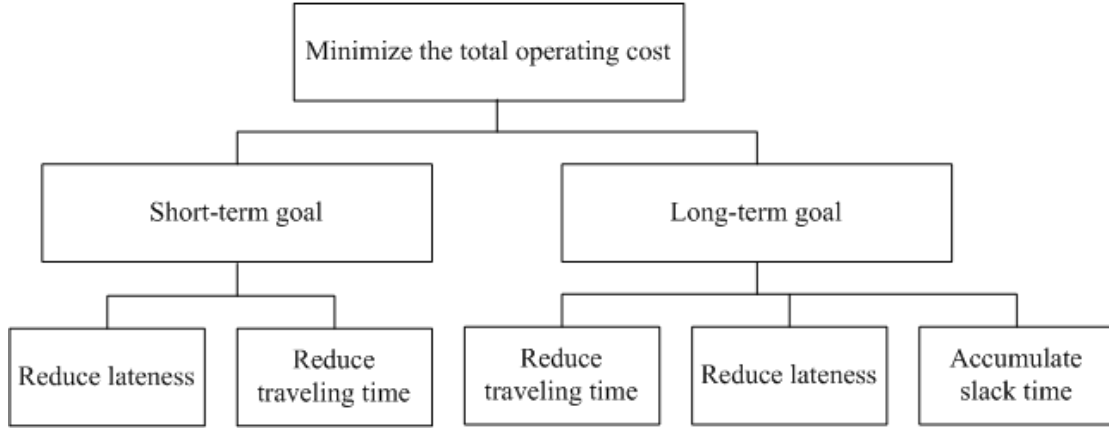 Minimize the total operating cost
Short-term goal
Long-term goal
Reduce lateness
Reduce
traveling time
Reduce
traveling time
Reduce lateness
Accumulate
slack time